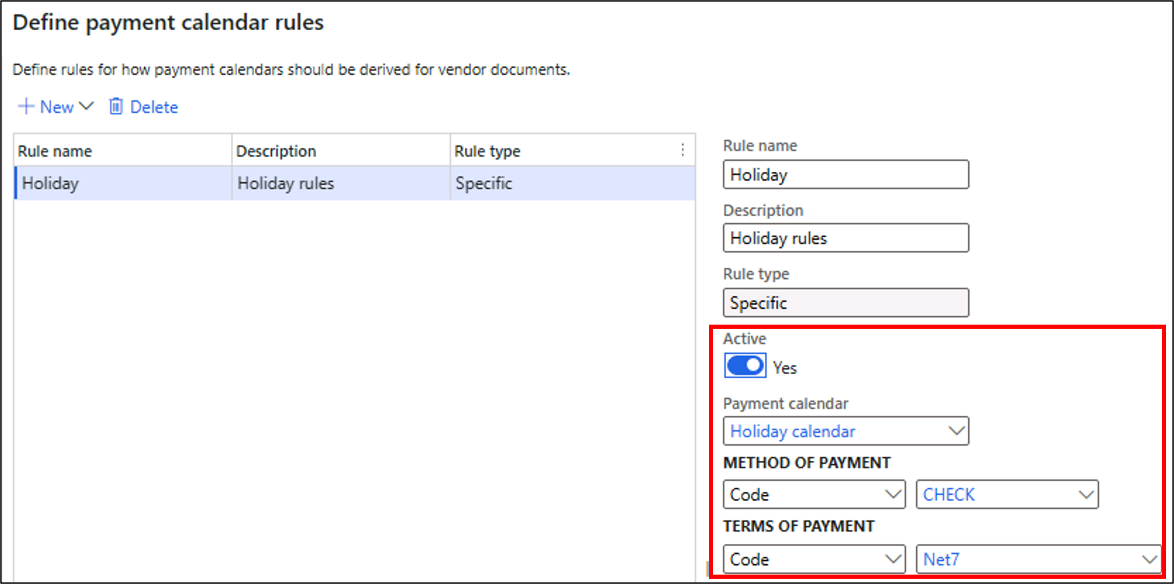 Define payment calendar rules
Define rules for how payment calendars should be derived for vendor documents.
New Delete
Rule name Description Rule type
Holiday Holiday rules Specific
Rule name
Holiday
Description
Holiday rules
Rule type
Specific
Active
Yes
Payment calendar
Holiday calendar
METHOD OF PAYMENT
Code CHECK
TERMS OF PAYMENT
Code Net7